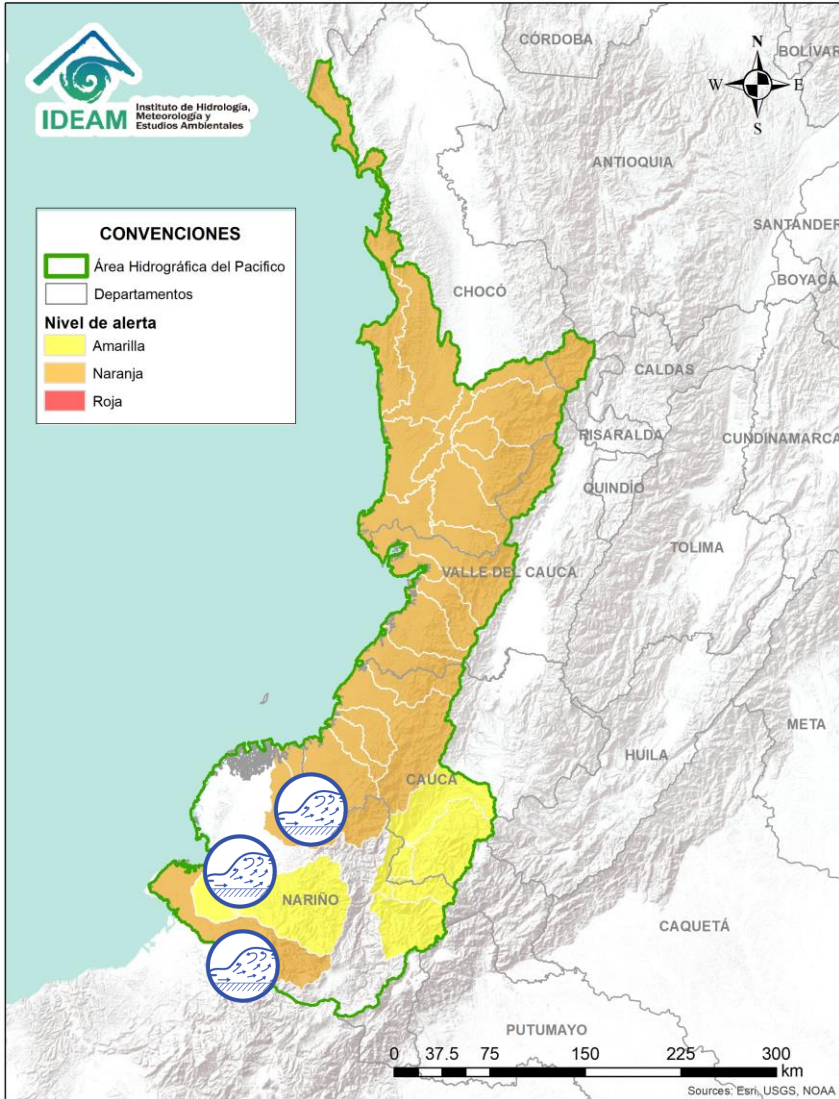 IDEAM
Instituto de Hidrología,
Meteorología y
Estudios Ambientales
CONVENCIONES
Área Hidrográfica del Pacifico
Departamentos
Nivel de alerta
Amarilla
Naranja
Roja
N
W
E
S
CÓRDOBA
BOLÍVAR
ANTIOQUIA
SANTANDER
BOYACÁ
CHOCÓ
CALDAS
RISARALDA
CUNDINAMARCA
QUINDÍO
TOLIMA
VALLE DEL CAUCA
META
HUILA
CAUCA
NARIÑO
CAQUETÁ
PUTUMAYO
0 37.5 75 150 225 300
km
Sources: Esri, USGS, NOAA